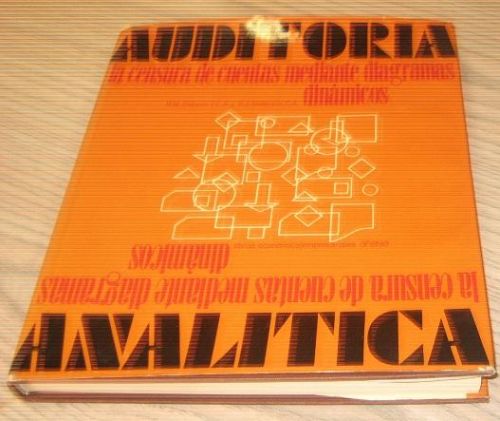 AUDITORIA
la censura de cuentas mediante diagramas
dinámicos
la censura de cuentas mediante diagramas
dinámicos
ANALITICA